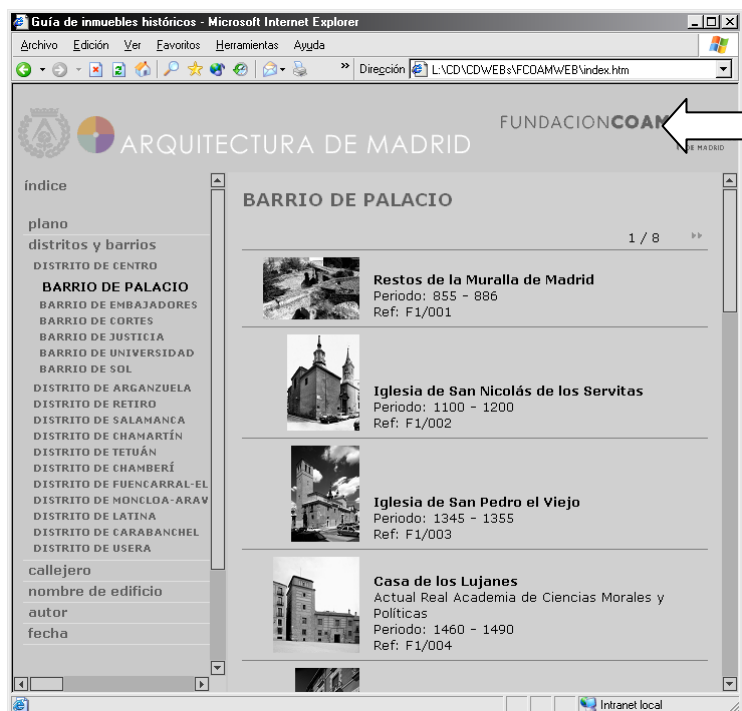 Guía de inmuebles históricos - Microsoft Internet Explorer
Archivo Edición Ver Favoritos Herramientas Ayuda
» Dirección L:\CD\CDWEBs\FCOAMWEB\index.htm
ARQUITECTURA DE MADRID
FUNDACIONCOAM
DE MADRID
índice
plano
distritos y barrios
DISTRITO DE CENTRO
BARRIO DE PALACIO
BARRIO DE EMBAJADORES
BARRIO DE CORTES
BARRIO DE JUSTICIA
BARRIO DE UNIVERSIDAD
BARRIO DE SOL
DISTRITO DE ARGANZUELA
DISTRITO DE RETIRO
DISTRITO DE SALAMANCA
DISTRITO DE CHAMARTÍN
DISTRITO DE TETUÁN
DISTRITO DE CHAMBERÍ
DISTRITO DE FUENCARRAL-EL
DISTRITO DE MONCLOA-ARAV
DISTRITO DE LATINA
DISTRITO DE CARABANCHEL
DISTRITO DE USERA
callejero
nombre de edificio
autor
fecha
BARRIO DE PALACIO
1 / 8
Restos de la Muralla de Madrid
Periodo: 855 - 886
Ref: F1/001
Iglesia de San Nicolás de los Servitas
Periodo: 1100 - 1200
Ref: F1/002
Iglesia de San Pedro el Viejo
Periodo: 1345 - 1355
Ref: F1/003
Casa de los Lujanes
Actual Real Academia de Ciencias Morales y
Políticas
Periodo: 1460 - 1490
Ref: F1/004
Intranet local